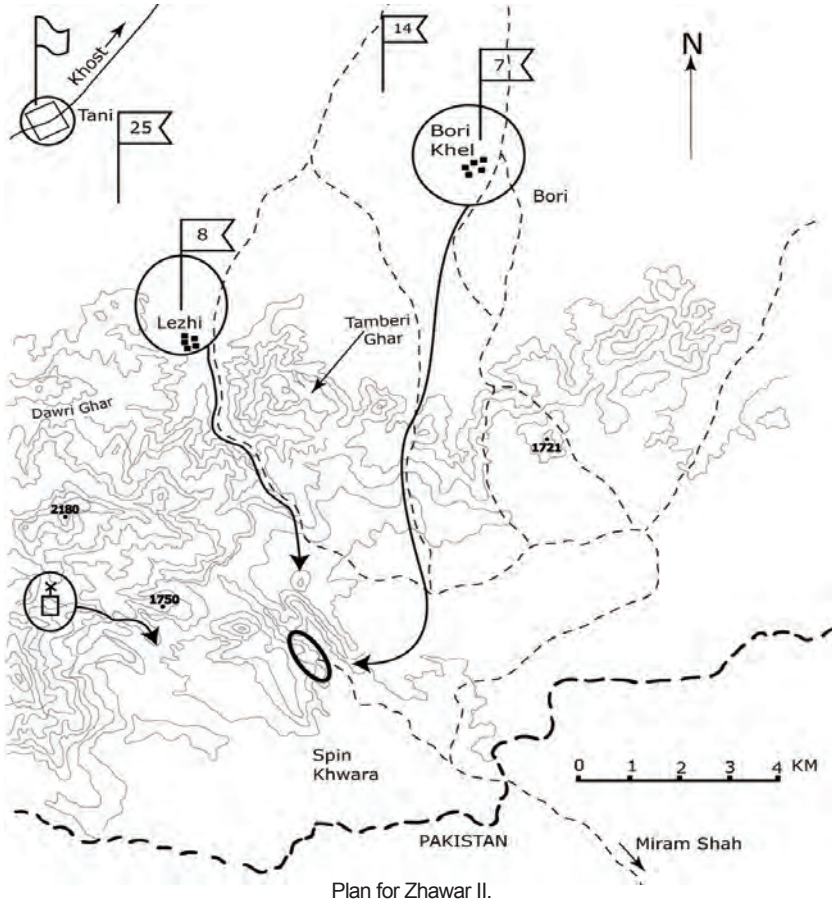 14
N
Khost
7
Tani
25
Bori
Khel
Bori
8
Lezhi
Tamberi
Ghar
Dawri Ghar
1721
2180
1750
Spin
Khwara
0 1 2 3 4 KM
PAKISTAN
Miram Shah
Plan for Zhawar II.